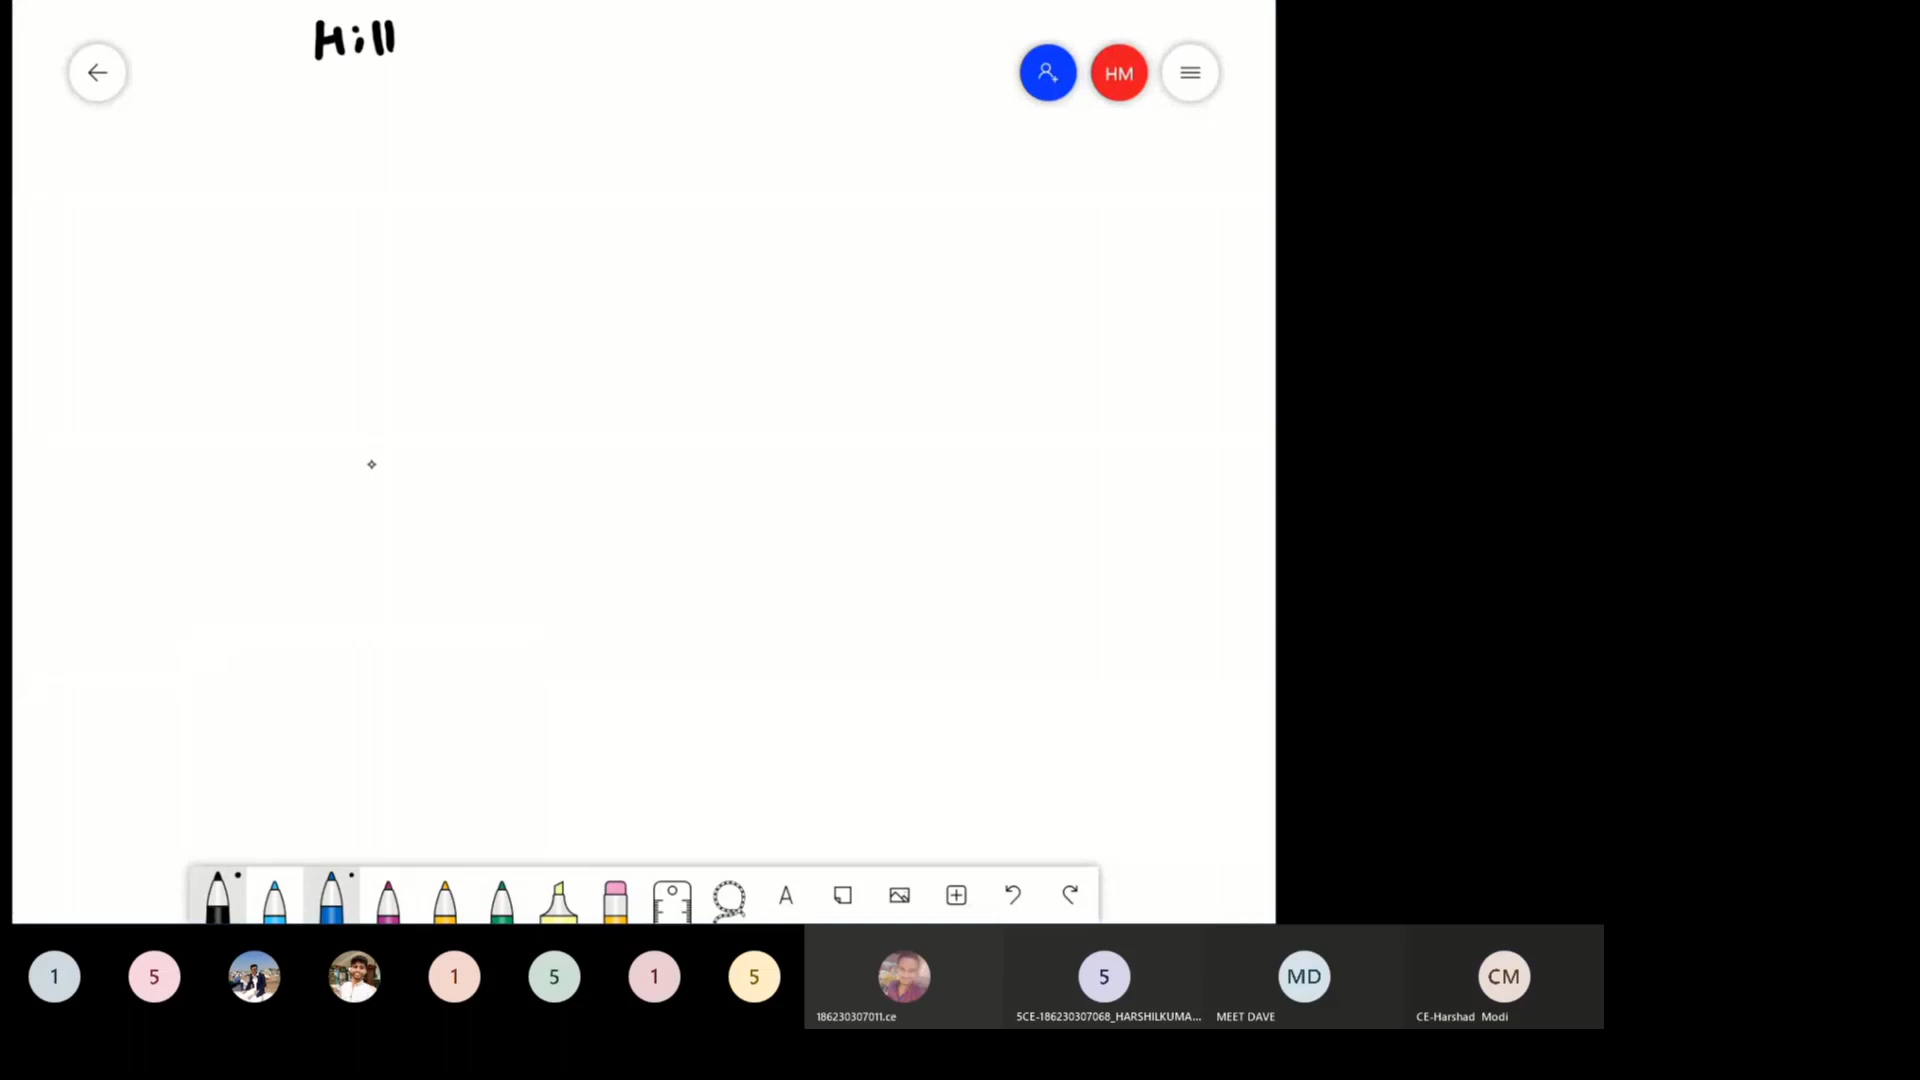 Hill
HM
A
1
5
1
5
1
5
5
MD
CM
186230307011.ce
5CE-186230307068_HARSHILKUMA...
MEET DAVE
CE-Harshad Modi